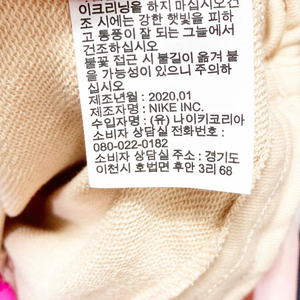 이크리닝을 하지 마십시오건
조 시에는 강한 햇빛을 피하
고 통풍이 잘 되는 그늘에서
건조하십시오
불꽃 접근 시 불길이 옮겨 붙
을 가능성이 있으니 주의하
십시오
제조년월 : 2020,01
제조자명 : NIKE INC.
수입자명 : (유) 나이키코리아
소비자 상담실 전화번호 :
080-022-0182
소비자 상담실 주소 : 경기도
이천시 호법면 후안 3리 68